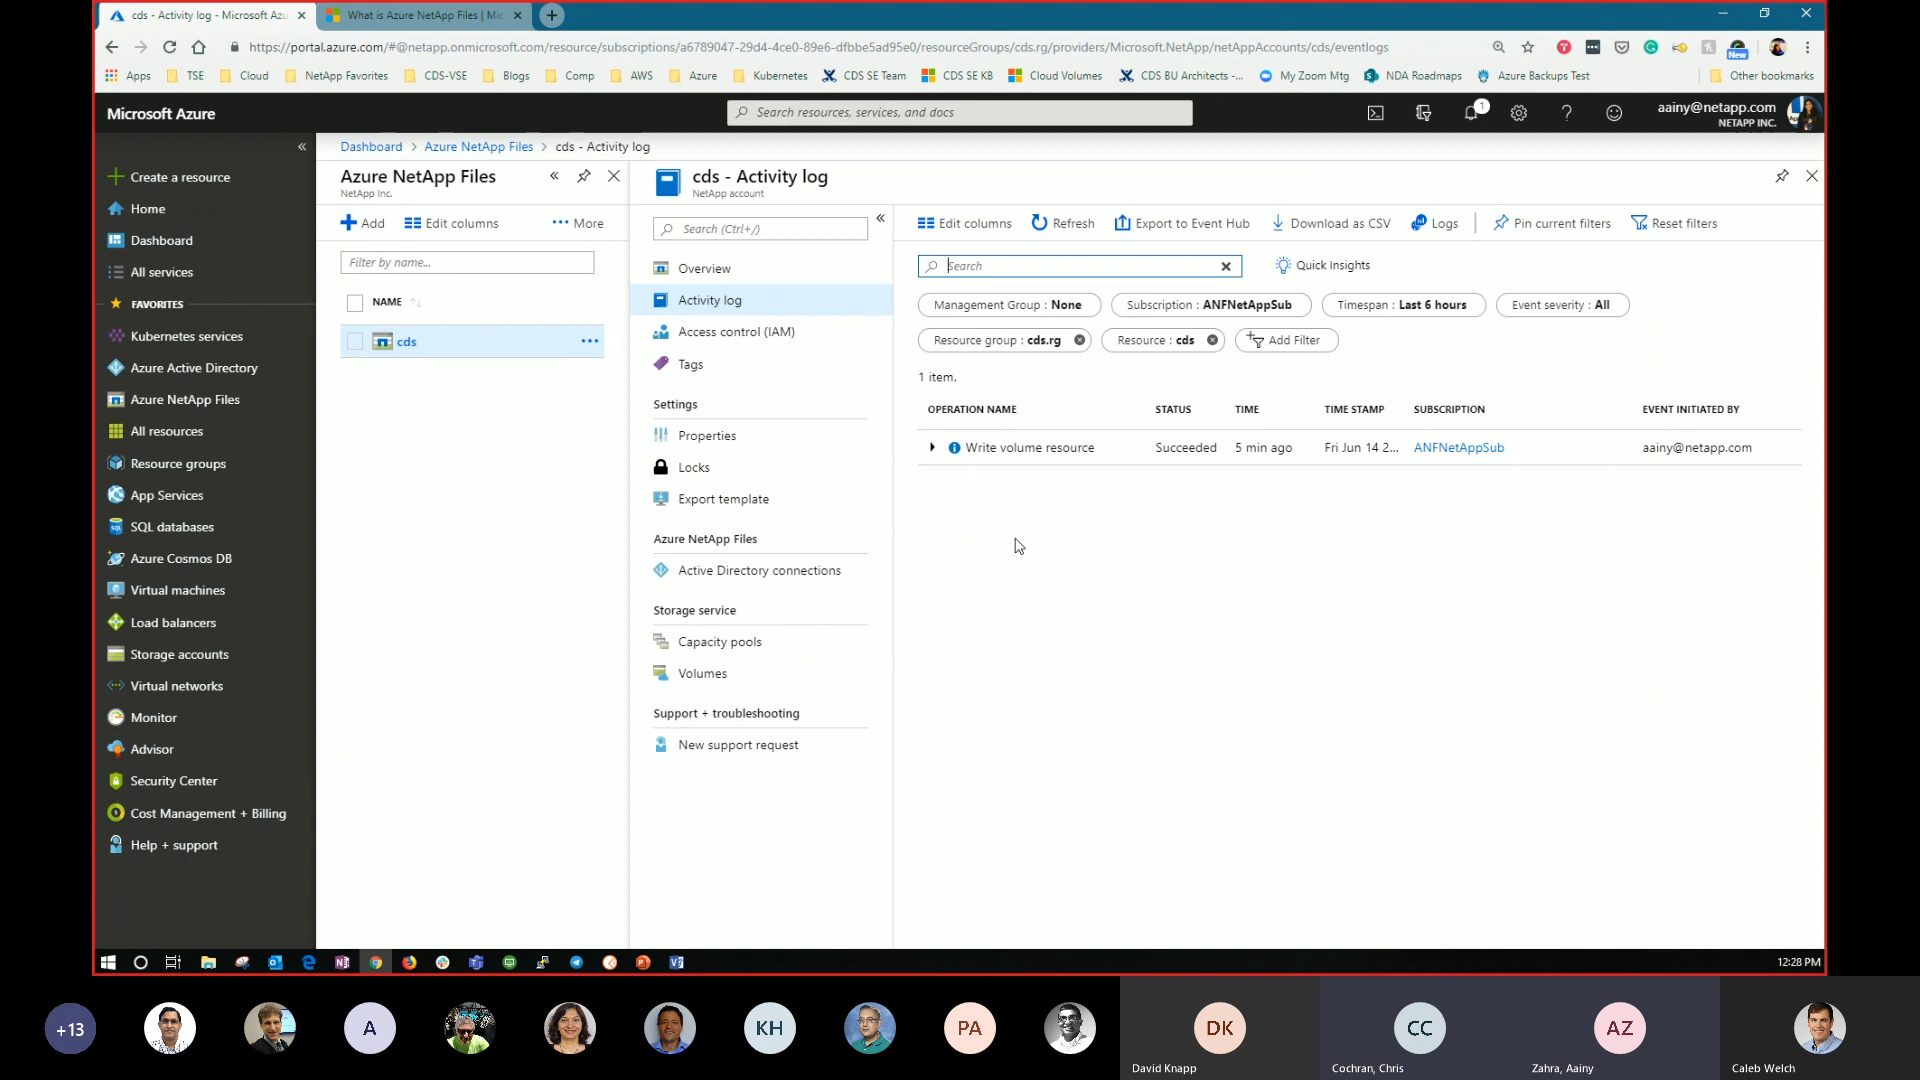 cds - Activity log - Microsoft Azu
What is Azure NetApp Files | Mic
https://portal.azure.com/#@netapp.onmicrosoft.com/resource/subscriptions/a6789047-29d4-4ce0-89e6-dfbbe5ad95e0/resourceGroups/cds.rg/providers/Microsoft.NetApp/netAppAccounts/cds/eventlogs
New
Apps TSE Cloud NetApp Favorites CDS-VSE Blogs Comp AWS Azure Kubernetes CDS SE Team CDS SE KB Cloud Volumes CDS BU Architects -... My Zoom Mtg NDA Roadmaps Azure Backups Test Other bookmarks
Microsoft Azure
Search resources, services, and docs
1
aainy@netapp.com
NETAPP INC.
Create a resource
Home
Dashboard
All services
FAVORITES
Kubernetes services
Azure Active Directory
Azure NetApp Files
All resources
Resource groups
App Services
SQL databases
Azure Cosmos DB
Virtual machines
Load balancers
Storage accounts
Virtual networks
Monitor
Advisor
Security Center
Cost Management + Billing
Help + support
Dashboard > Azure NetApp Files > cds - Activity log
Azure NetApp Files
NetApp Inc.
Add Edit columns More
Filter by name...
NAME
cds
cds - Activity log
NetApp account
Search (Ctrl+/)
Overview
Activity log
Access control (IAM)
Tags
Settings
Properties
Locks
Export template
Azure NetApp Files
Active Directory connections
Storage service
Capacity pools
Volumes
Support + troubleshooting
New support request
Edit columns Refresh Export to Event Hub Download as CSV Logs Pin current filters Reset filters
Search
Quick Insights
Management Group : None Subscription : ANFNetAppSub Timespan : Last 6 hours Event severity : All
Resource group : cds.rg Resource : cds Add Filter
1 item.
OPERATION NAME STATUS TIME TIME STAMP SUBSCRIPTION EVENT INITIATED BY
Write volume resource Succeeded 5 min ago Fri Jun 14 2... ANFNetAppSub aainy@netapp.com
12:28 PM
+13
A
KH
PA
DK
CC
AZ
David Knapp
Cochran, Chris
Zahra, Aainy
Caleb Welch